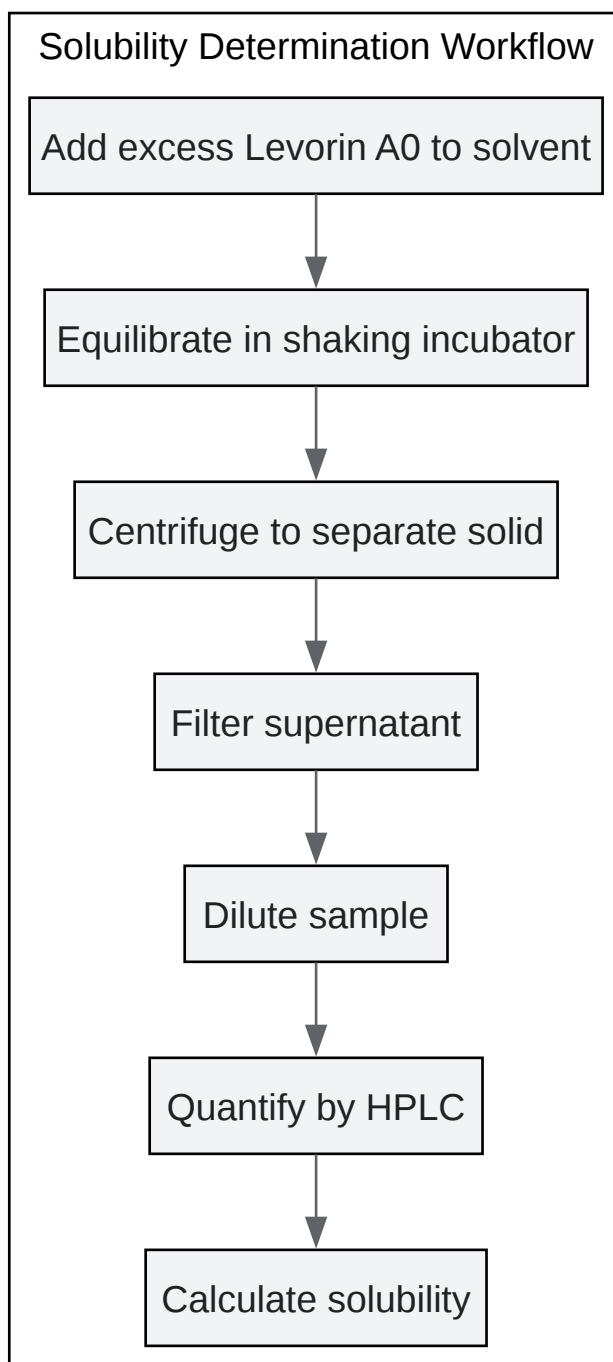 Solubility Determination Workflow
Add excess Levorin A0 to solvent
Equilibrate in shaking incubator
Centrifuge to separate solid
Filter supernatant
Dilute sample
Quantify by HPLC
Calculate solubility